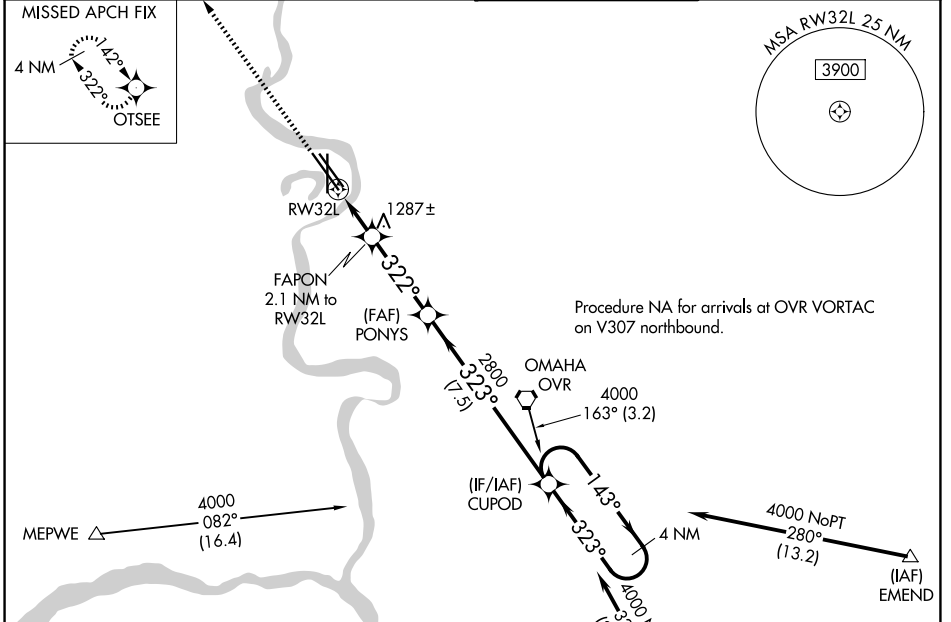 MISSED APCH FIX
4 NM
142°
322°
OTSEE
MSA RW32L 25 NM
3900
RW32L
1287±
FAPON
2.1 NM to
RW32L
322°
(FAF)
PONYS
Procedure NA for arrivals at OVR VORTAC
on V307 northbound.
2800
323°
(7.5)
OMAHA
OVR
4000
163° (3.2)
(IF/IAF)
CUPOD
143°
323°
4 NM
MEPWE
4000
082°
(16.4)
4000 NoPT
280°
(13.2)
(IAF)
EMEND
4000